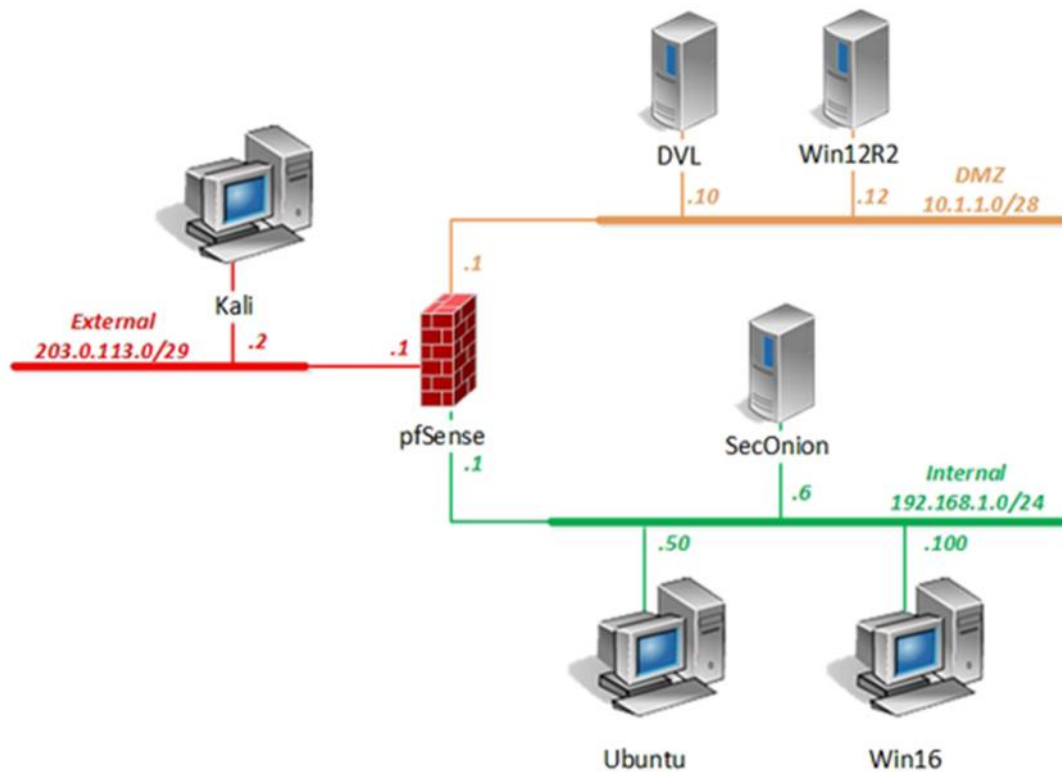 DVL
Win12R2
DMZ
10.1.1.0/28
.10
.12
.1
Kali
External
203.0.113.0/29
.2
.1
pfSense
.1
SecOnion
.6
Internal
192.168.1.0/24
.50
.100
Ubuntu
Win16